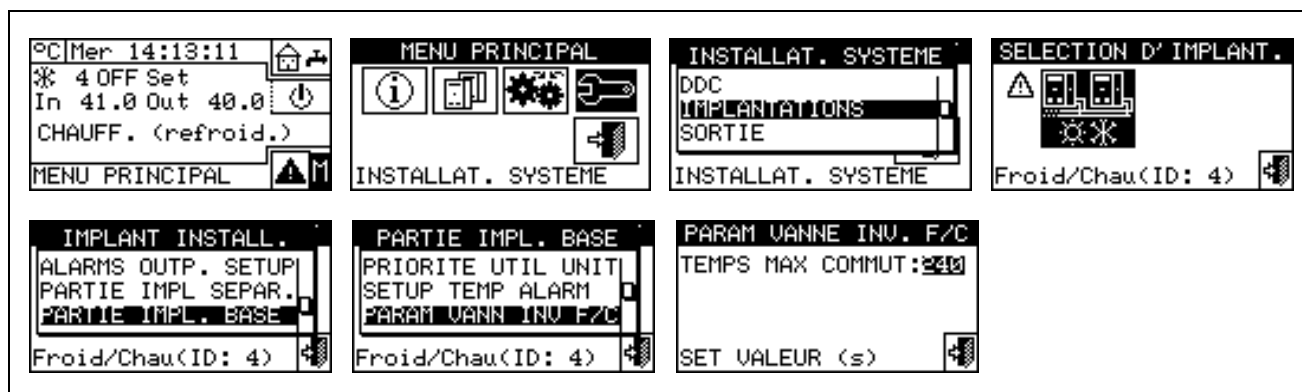 °C Mer 14:13:11
4 OFF Set
In 41.0 Out 40.0
CHAUFF. (refroid.)
MENU PRINCIPAL M
MENU PRINCIPAL
INSTALLAT. SYSTEME
INSTALLAT. SYSTEME
DDC
IMPLANTATIONS
SORTIE
INSTALLAT. SYSTEME
SELECTION D'IMPLANT.
Froid/Chau(ID: 4)
IMPLANT INSTALL.
ALARMS OUTP. SETUP
PARTIE IMPL SEPAR.
PARTIE IMPL. BASE
Froid/Chau(ID: 4)
PARTIE IMPL. BASE
PRIORITE UTIL UNIT
SETUP TEMP ALARM
PARAM VANN INV F/C
Froid/Chau(ID: 4)
PARAM VANNE INV. F/C
TEMPS MAX COMMUT:240
SET VALEUR (s)